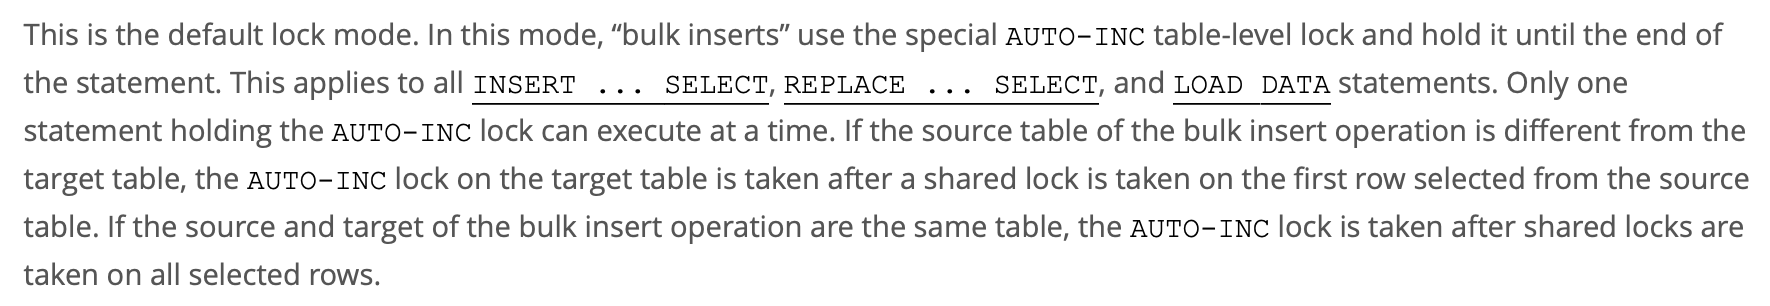 This is the default lock mode. In this mode, “bulk inserts” use the special AUTO-INC table-level lock and hold it until the end of
the statement. This applies to all INSERT ... SELECT, REPLACE ... SELECT, and LOAD DATA statements. Only one
statement holding the AUTO-INC lock can execute at a time. If the source table of the bulk insert operation is different from the
target table, the AUTO-INC lock on the target table is taken after a shared lock is taken on the first row selected from the source
table. If the source and target of the bulk insert operation are the same table, the AUTO-INC lock is taken after shared locks are
taken on all selected rows.